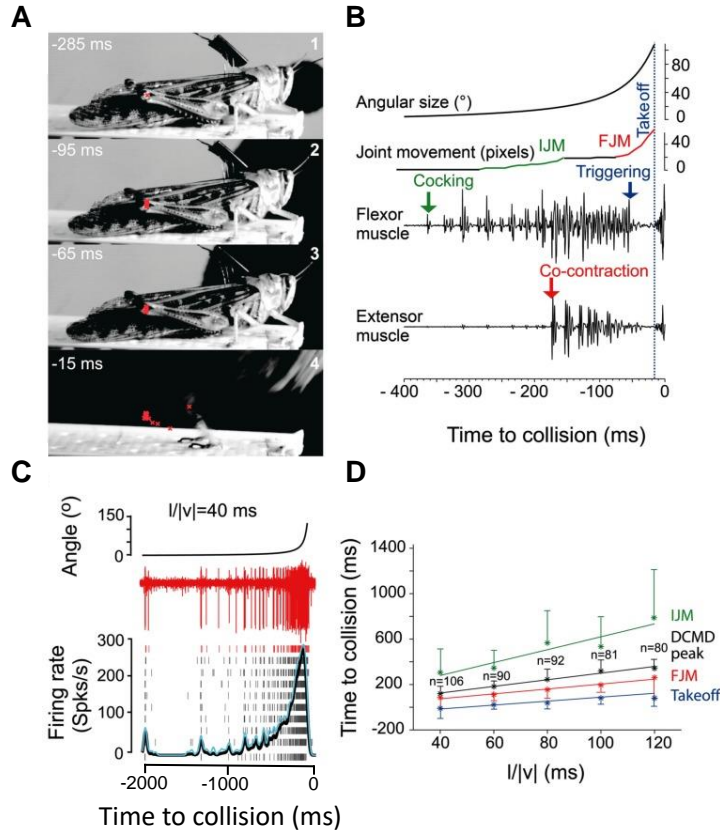 A
-285 ms
1
-95 ms
2
-65 ms
3
-15 ms
4
B
Angular size (°)
80
40
0
Takeoff
Joint movement (pixels)
IJM
FJM
40
20
0
Cocking
Triggering
Flexor
muscle
Co-contraction
Extensor
muscle
- 400
- 300
-200
-100
0
Time to collision (ms)
C
l/|v|=40 ms
Angle (º)
150
0
Firing rate
(Spks/s)
300
200
100
0
-2000
-1000
0
Time to collision (ms)
D
Time to collision (ms)
1400
1000
600
200
-200
n=106
n=90
n=92
n=81
n=80
IJM
DCMD
peak
FJM
Takeoff
40
60
80
100
120
l/|v| (ms)